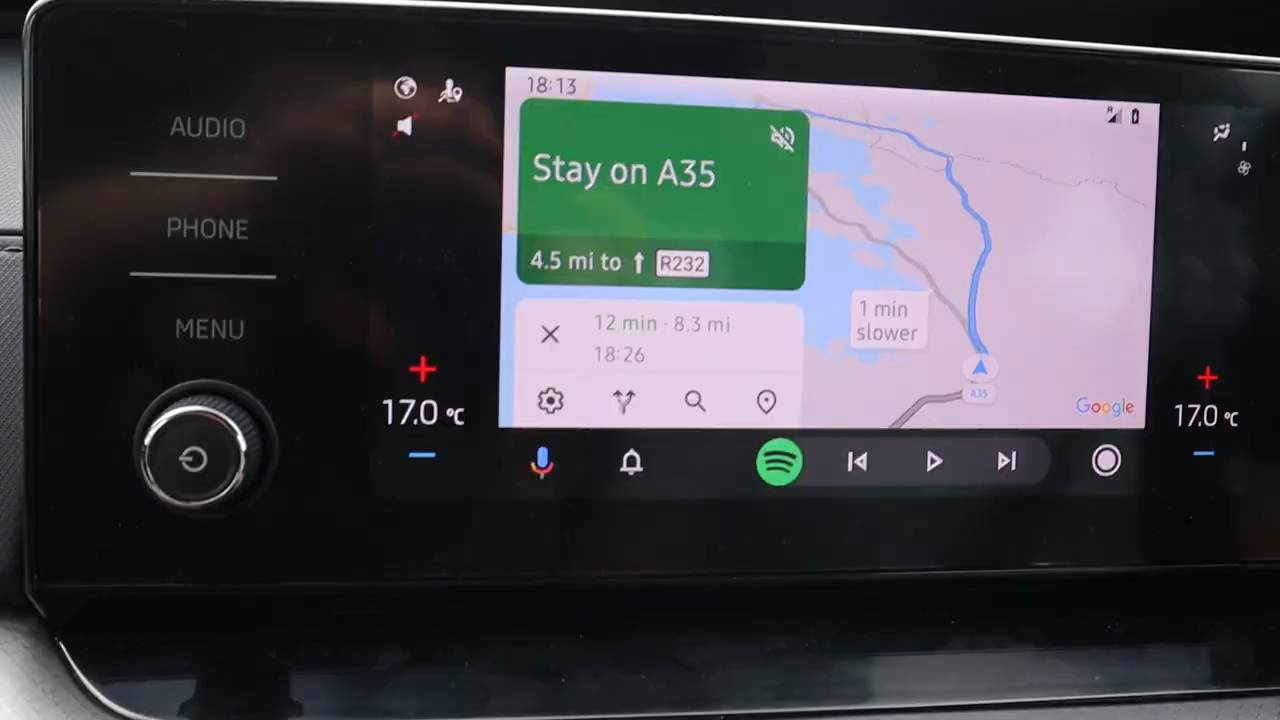 AUDIO
PHONE
MENU
17.0 °C
18:13
Stay on A35
4.5 mi to R232
12 min · 8.3 mi
18:26
1 min
slower
A35
Google
17.0 °C